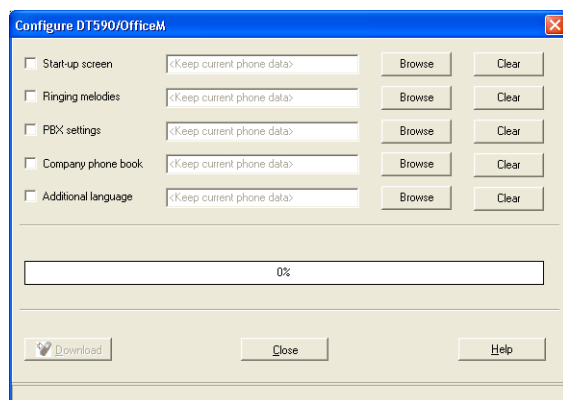 Configure DT590/OfficeM
Start-up screen <Keep current phone data> Browse Clear
Ringing melodies <Keep current phone data> Browse Clear
PBX settings <Keep current phone data> Browse Clear
Company phone book <Keep current phone data> Browse Clear
Additional language <Keep current phone data> Browse Clear
0%
Download Close Help